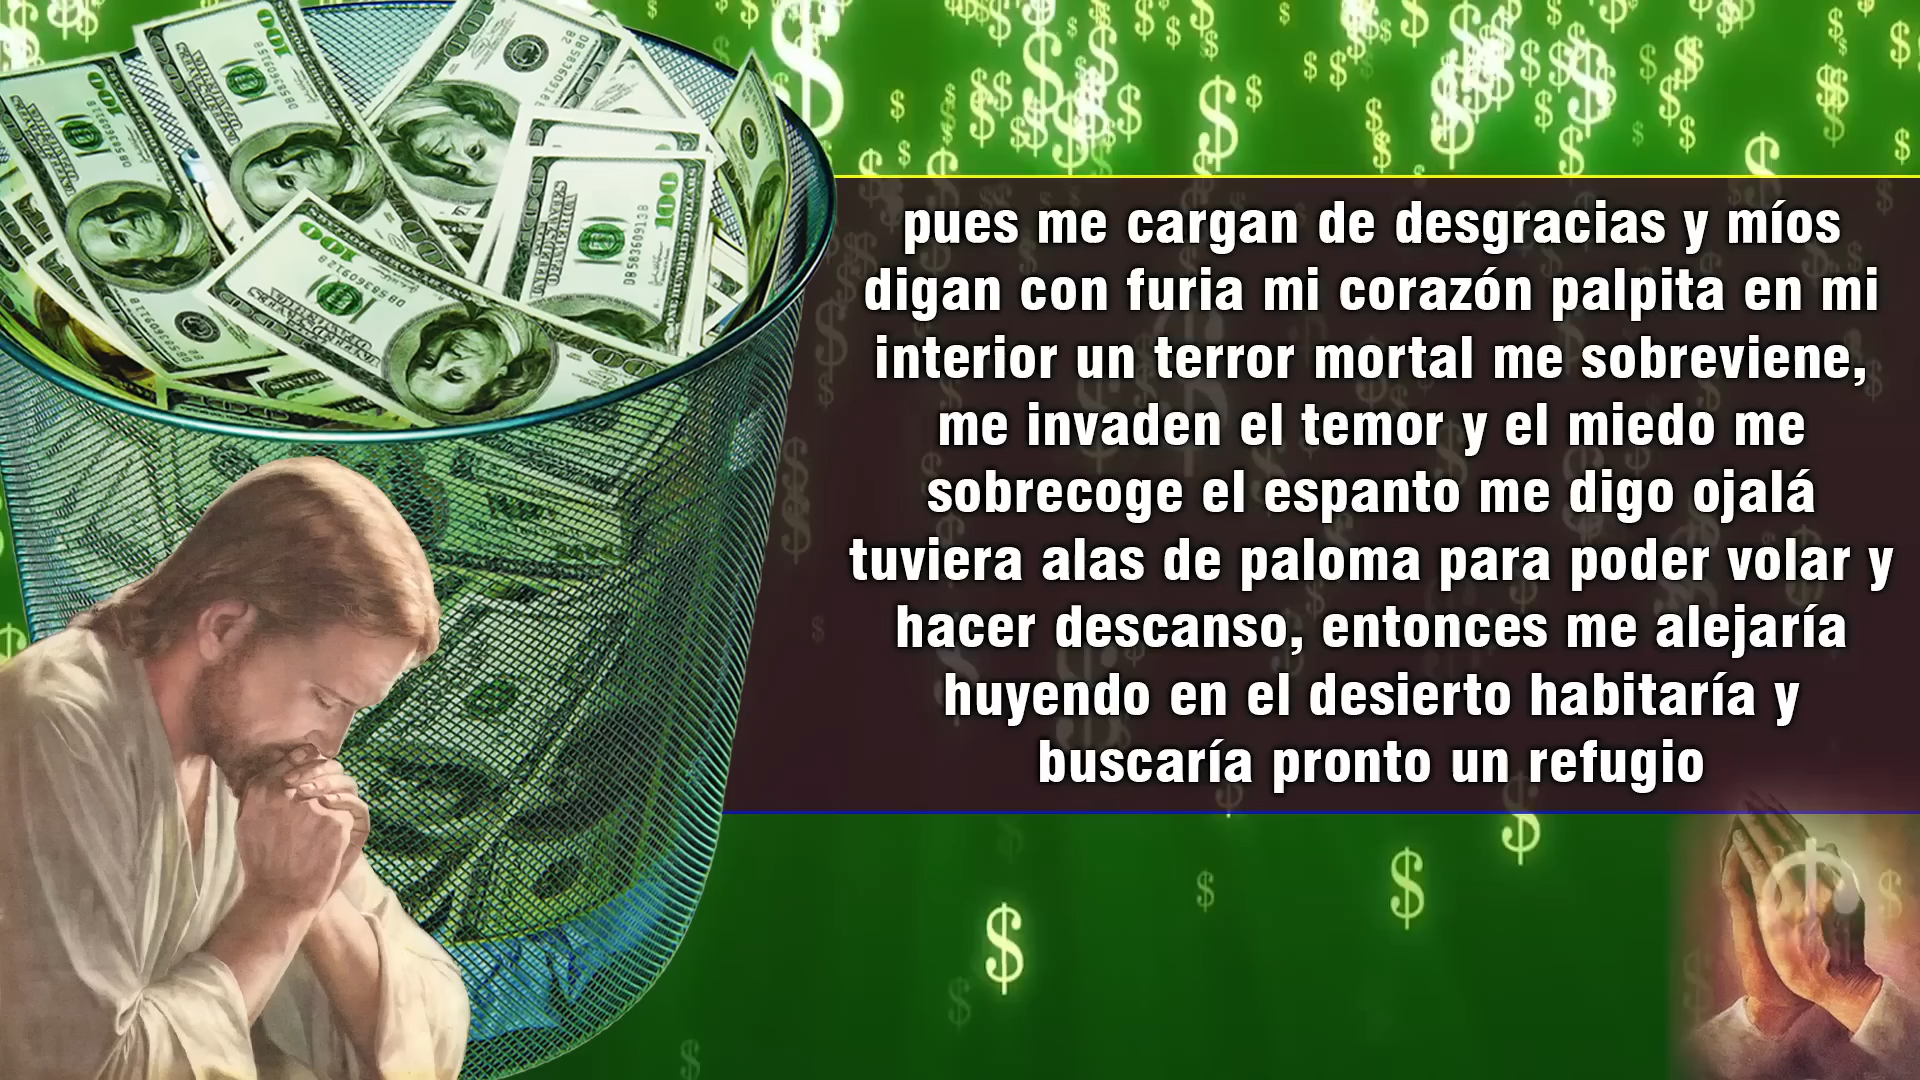 pues me cargan de desgracias y míos
digan con furia mi corazón palpita en mi
interior un terror mortal me sobreviene,
me invaden el temor y el miedo me
sobrecoge el espanto me digo ojalá
tuviera alas de paloma para poder volar y
hacer descanso, entonces me alejaría
huyendo en el desierto habitaría y
buscaría pronto un refugio